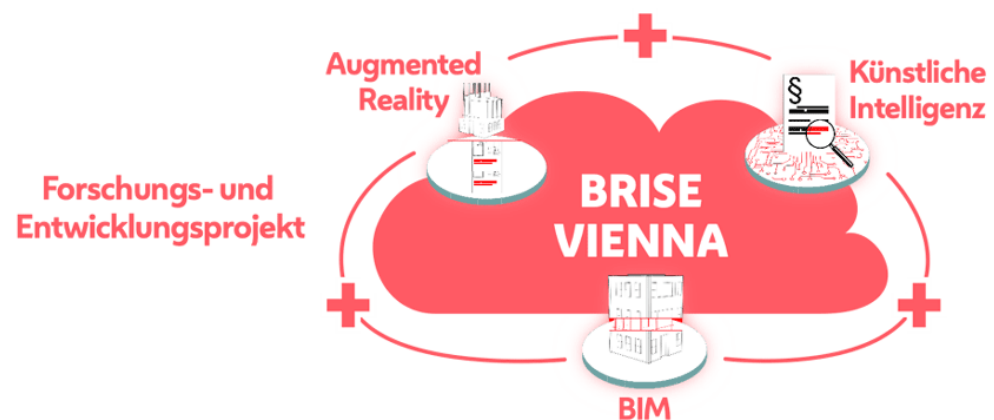 Augmented
Reality
Künstliche
Intelligenz
§
Forschungs- und
Entwicklungsprojekt
BRISE
VIENNA
BIM